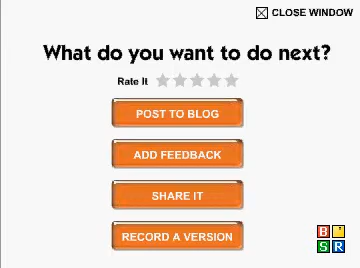 CLOSE WINDOW
What do you want to do next?
Rate It
POST TO BLOG
ADD FEEDBACK
SHARE IT
RECORD A VERSION
B
S R